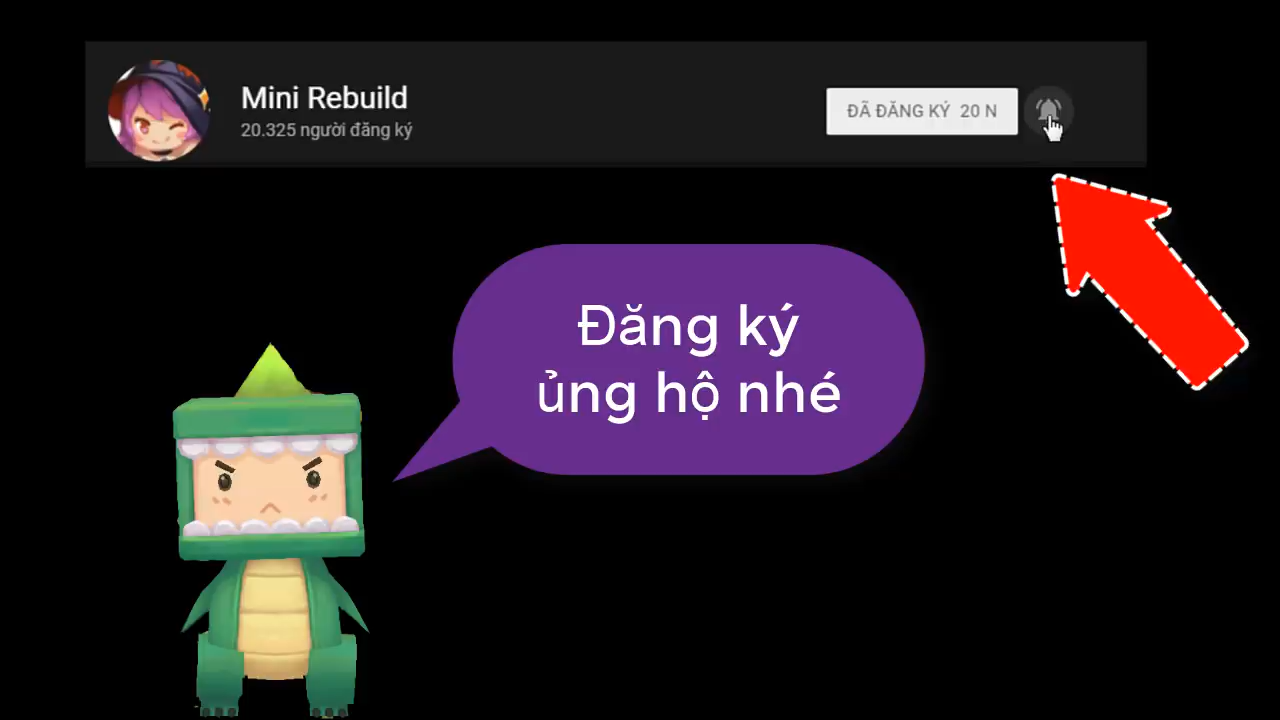 Mini Rebuild
20.325 người đăng ký
ĐÃ ĐĂNG KÝ 20 N
Đăng ký
ủng hộ nhé